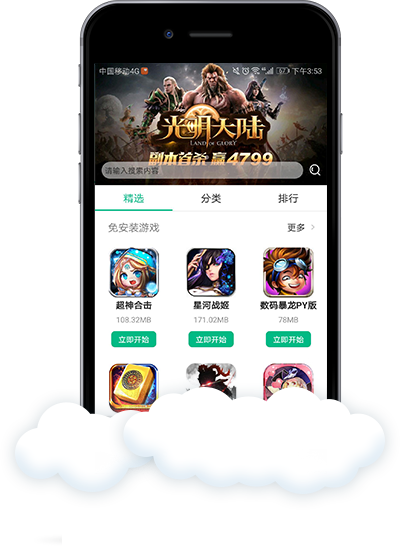 中国移动4G
67 下午3:53
光明大陆
LAND OF GLORY
副本首杀 赢4799
请输入搜索内容
精选 分类 排行
免安装游戏 更多
超神合击 星河战姬 数码暴龙PY版
108.32MB 171.02MB 78MB
立即开始 立即开始 立即开始